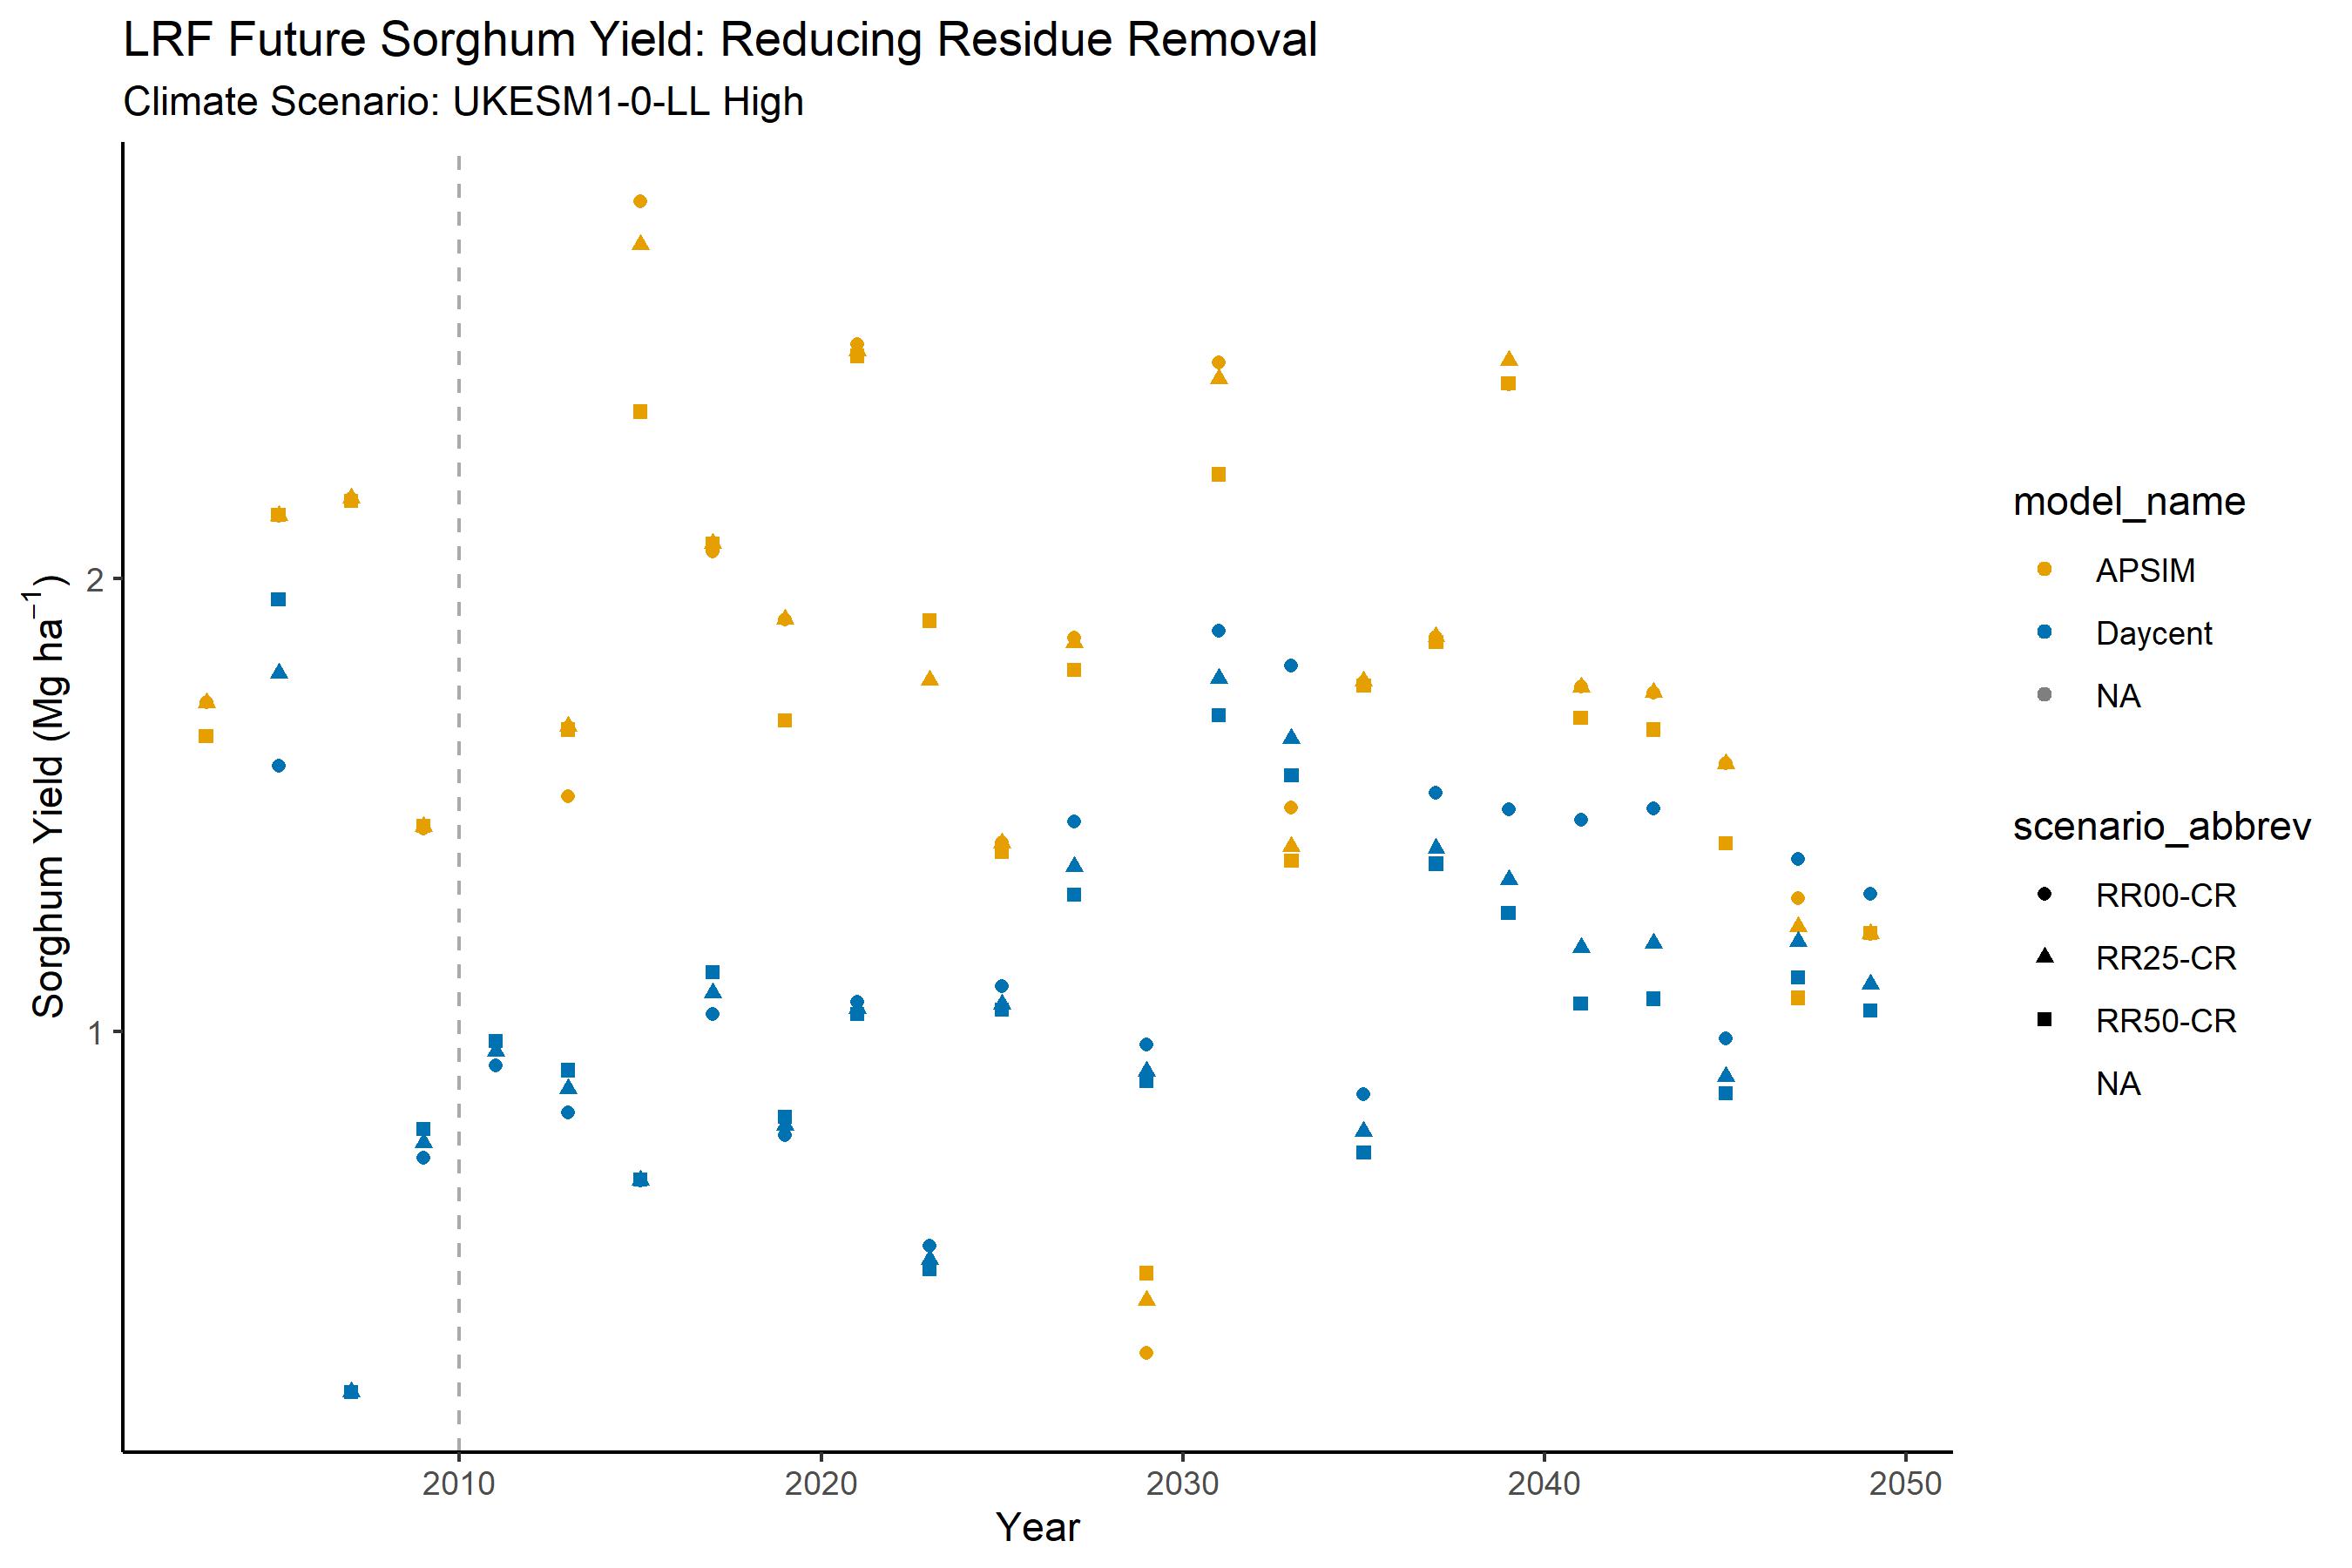 LRF Future Sorghum Yield: Reducing Residue Removal
Climate Scenario: UKESM1-0-LL High
Sorghum Yield (Mg ha⁻¹)
2
1
2010 2020 2030 2040 2050
Year
model_name
APSIM
Daycent
NA
scenario_abbrev
RR00-CR
RR25-CR
RR50-CR
NA